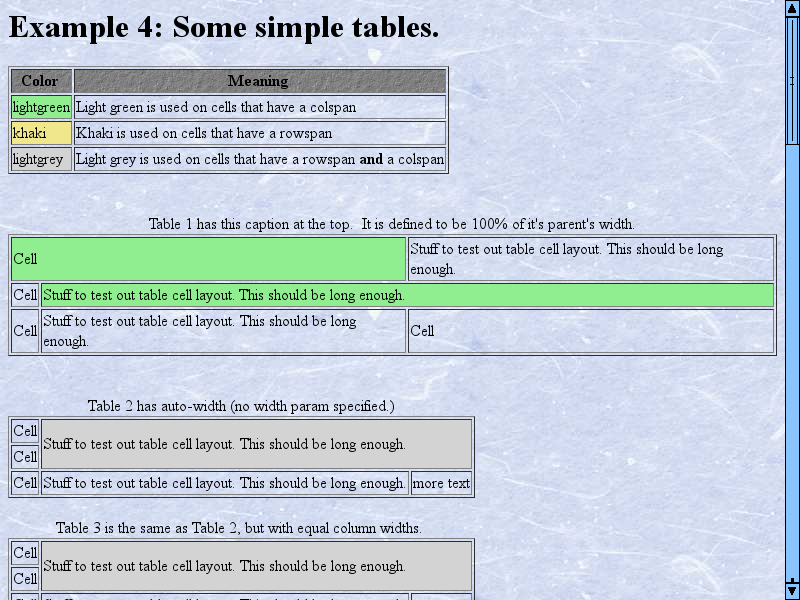 Example 4: Some simple tables.
Color Meaning
lightgreen Light green is used on cells that have a colspan
khaki Khaki is used on cells that have a rowspan
lightgrey Light grey is used on cells that have a rowspan and a colspan
Table 1 has this caption at the top. It is defined to be 100% of it's parent's width.
Cell Stuff to test out table cell layout. This should be long
enough.
Cell Stuff to test out table cell layout. This should be long enough.
Cell Stuff to test out table cell layout. This should be long
enough. Cell
Table 2 has auto-width (no width param specified.)
Cell Stuff to test out table cell layout. This should be long enough.
Cell
Cell Stuff to test out table cell layout. This should be long enough. more text
Table 3 is the same as Table 2, but with equal column widths.
Cell Stuff to test out table cell layout. This should be long enough.
Cell